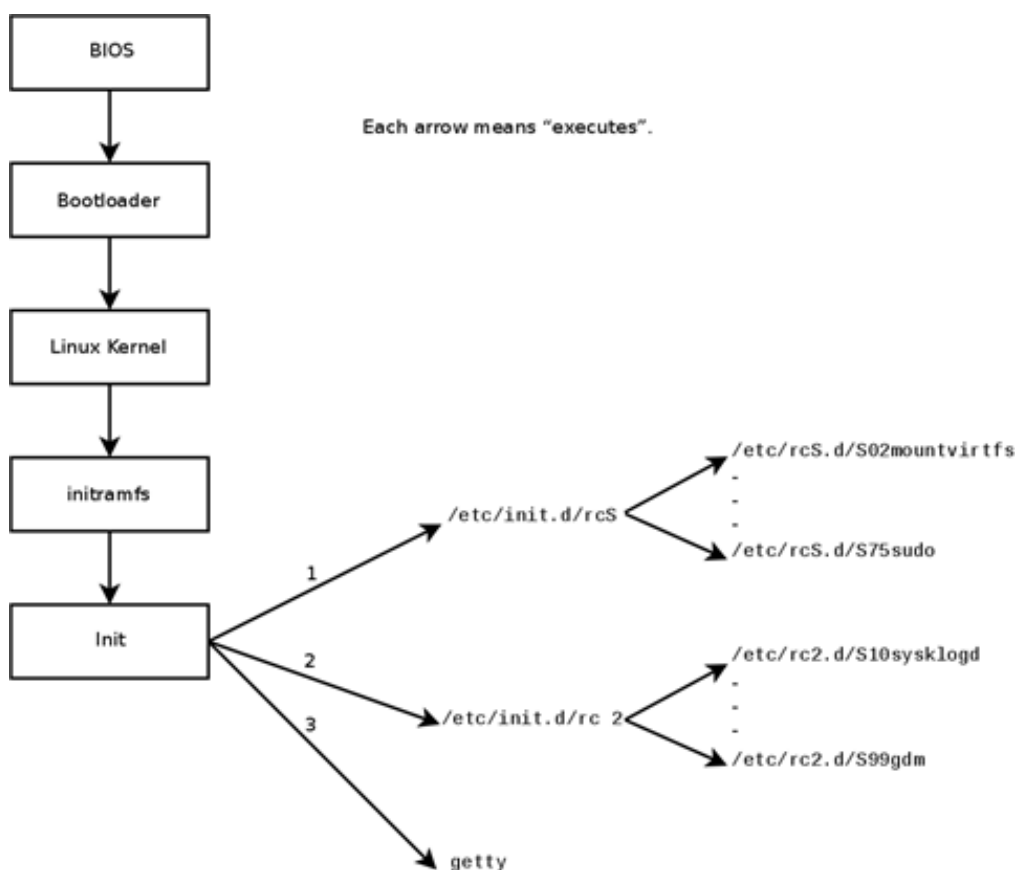 BIOS
Each arrow means “executes”.
Bootloader
Linux Kernel
initramfs
Init
1
2
3
/etc/init.d/rcS
/etc/rcS.d/S02mountvirtfs
-
-
-
/etc/rcS.d/S75sudo
/etc/init.d/rc 2
/etc/rc2.d/S10sysklogd
-
-
-
/etc/rc2.d/S99gdm
getty